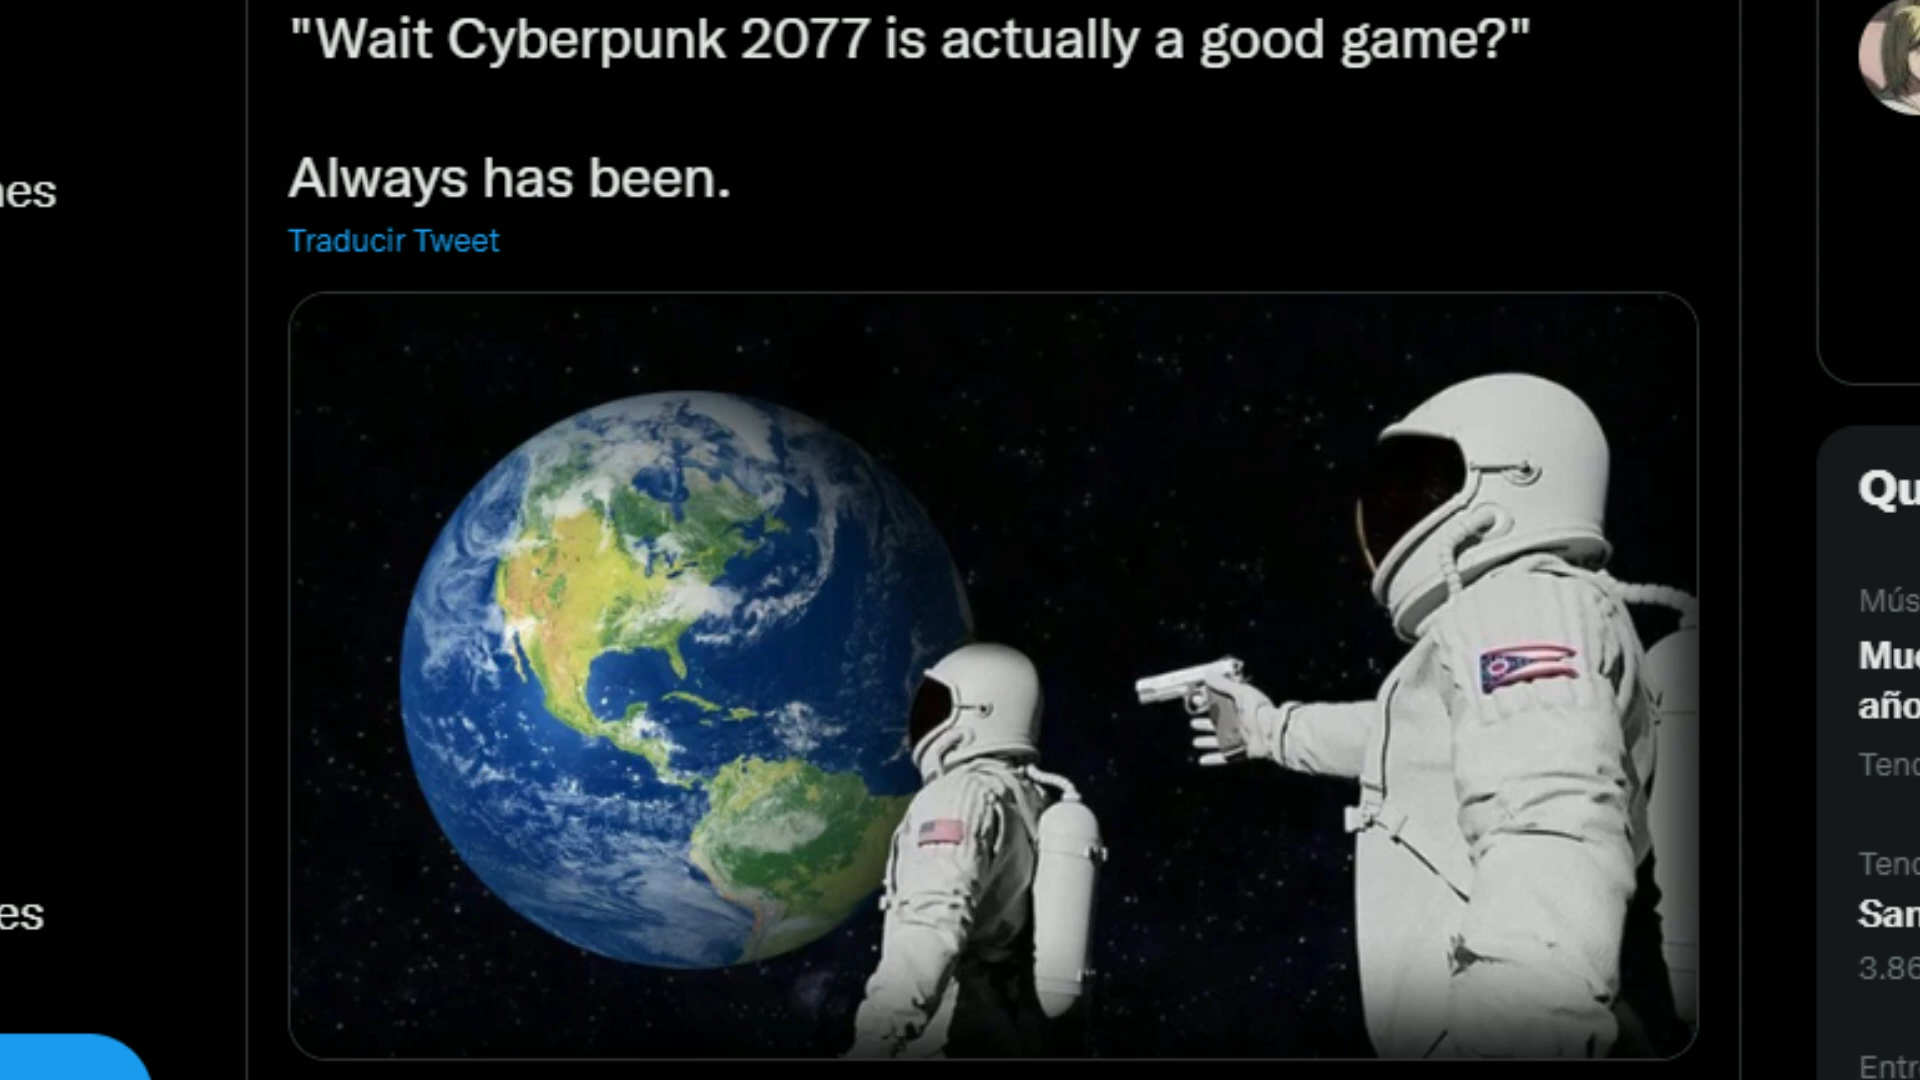 "Wait Cyberpunk 2077 is actually a good game?"
Always has been.
Traducir Tweet